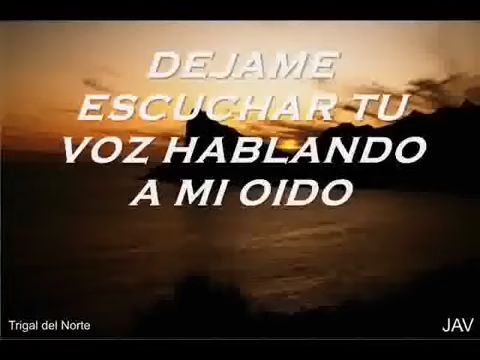 DEJAME
ESCUCHAR TU
VOZ HABLANDO
A MI OIDO
Trigal del Norte
JAV